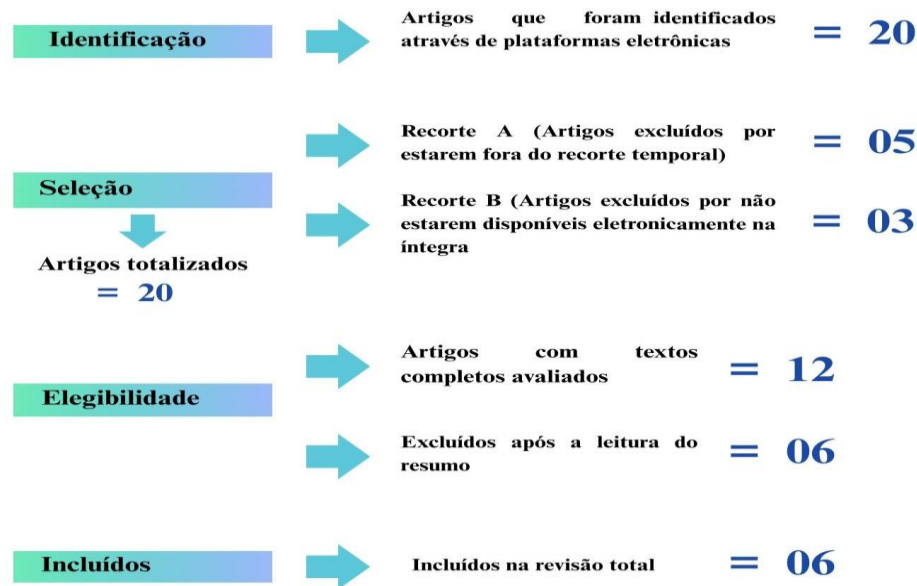 Identificação
Artigos que foram identificados
através de plataformas eletrônicas
= 20
Recorte A (Artigos excluídos por
estarem fora do recorte temporal)
= 05
Seleção
Recorte B (Artigos excluídos por não
estarem disponíveis eletronicamente na
íntegra
= 03
Artigos totalizados
= 20
Artigos com textos
completos avaliados
= 12
Elegibilidade
Excluídos após a leitura do
resumo
= 06
Incluídos
Incluídos na revisão total
= 06